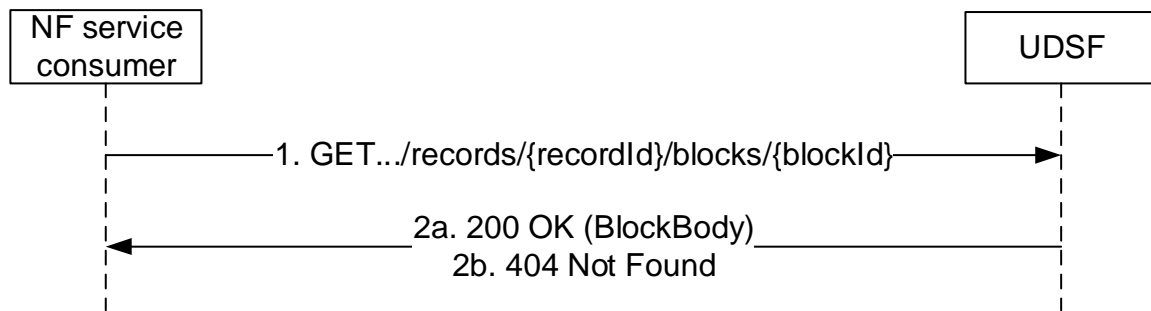 NF service
consumer
UDSF
1. GET.../records/{recordId}/blocks/{blockId}
2a. 200 OK (BlockBody)
2b. 404 Not Found